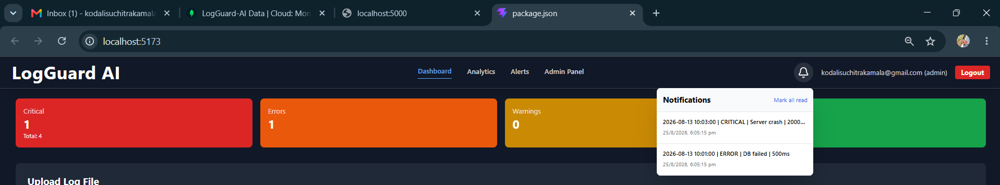 Inbox (1) - kodalisuchitrakamala
LogGuard-AI Data | Cloud: Mon
localhost:5000
package.json
localhost:5173
LogGuard AI
Dashboard
Analytics
Alerts
Admin Panel
kodalisuchitrakamala@gmail.com (admin)
Logout
Critical
1
Total: 4
Errors
1
Warnings
0
Notifications
Mark all read
2026-08-13 10:03:00 | CRITICAL | Server crash | 2000...
25/8/2026, 6:05:15 pm
2026-08-13 10:01:00 | ERROR | DB failed | 500ms
25/8/2026, 6:05:15 pm
Upload Log File